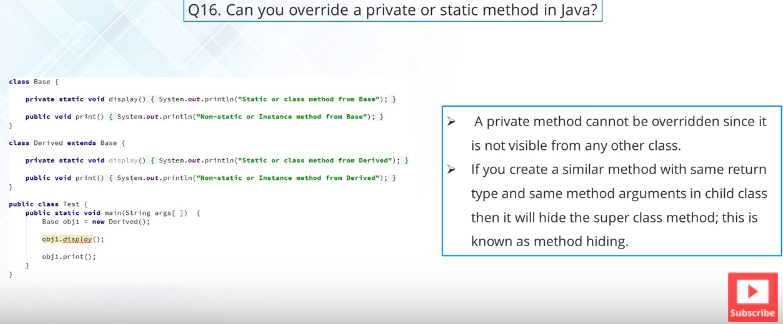 Q16. Can you override a private or static method in Java?
class Base {
private static void display() { System.out.println("Static or class method from Base"); }
public void print() { System.out.println("Non-static or Instance method from Base"); }
}
class Derived extends Base {
private static void display() { System.out.println("Static or class method from Derived"); }
public void print() { System.out.println("Non-static or Instance method from Derived"); }
}
public class Test {
public static void main(String args[ ]) {
Base obj1 = new Derived();
obj1.display();
obj1.print();
}
}
➢ A private method cannot be overridden since it
is not visible from any other class.
➢ If you create a similar method with same return
type and same method arguments in child class
then it will hide the super class method; this is
known as method hiding.
Subscribe